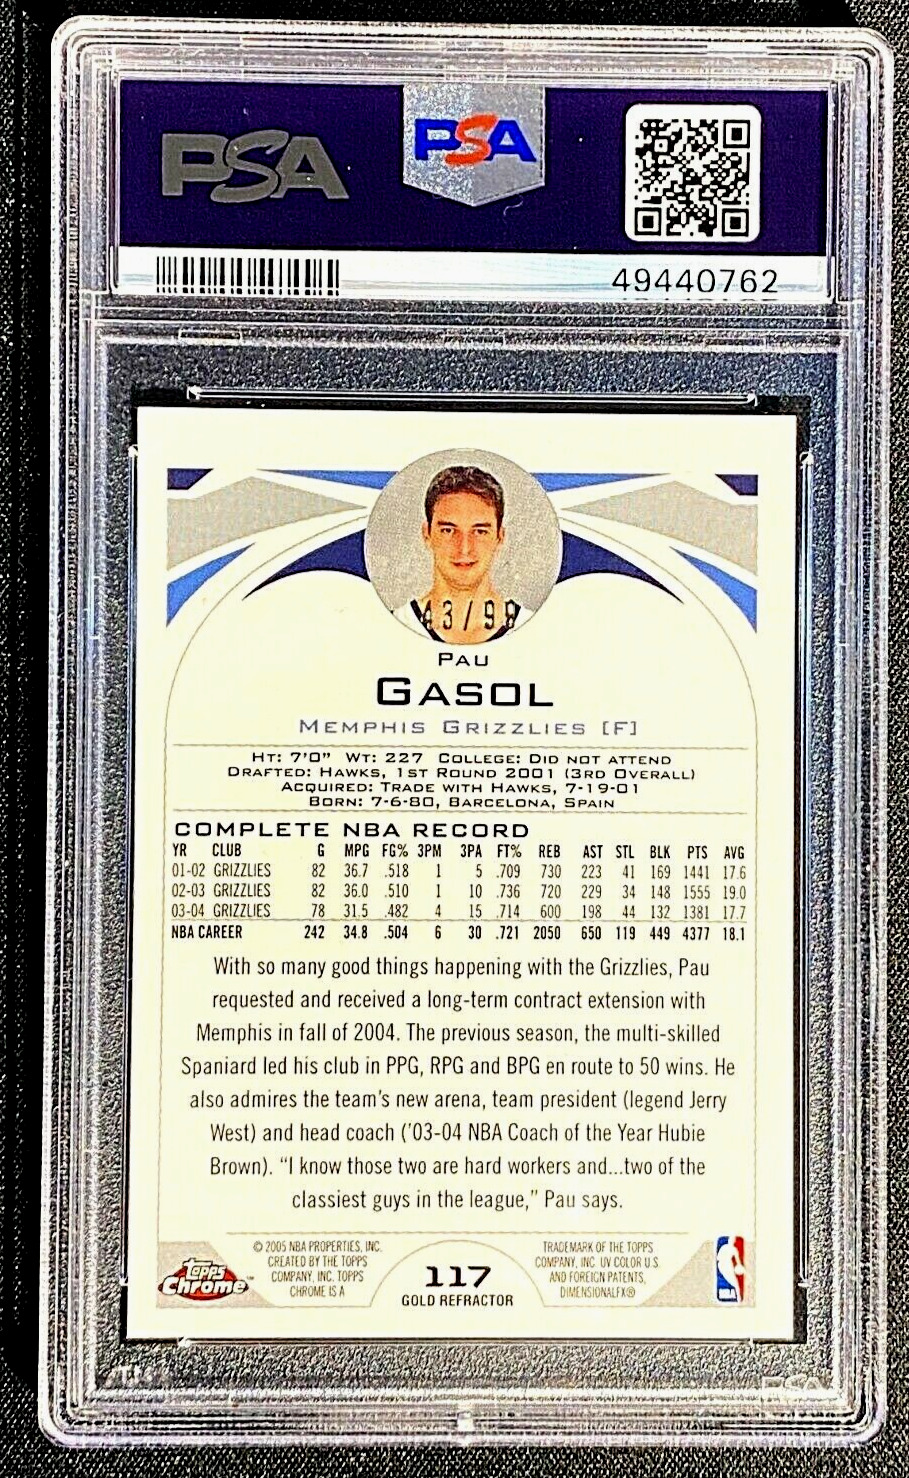 PSA
PSA
49440762
43/98
PAU
GASOL
MEMPHIS GRIZZLIES [F]
HT: 7'0" WT: 227 COLLEGE: DID NOT ATTEND
DRAFTED: HAWKS, 1ST ROUND 2001 (3RD OVERALL)
ACQUIRED: TRADE WITH HAWKS, 7-19-01
BORN: 7-6-80, BARCELONA, SPAIN
COMPLETE NBA RECORD
YR CLUB G MPG FG% 3PM 3PA FT% REB AST STL BLK PTS AVG
01-02 GRIZZLIES 82 36.7 .518 1 5 .709 730 223 41 169 1441 17.6
02-03 GRIZZLIES 82 36.0 .510 1 10 .736 720 229 34 148 1555 19.0
03-04 GRIZZLIES 78 31.5 .482 4 15 .714 600 198 44 132 1381 17.7
NBA CAREER 242 34.8 .504 6 30 .721 2050 650 119 449 4377 18.1
With so many good things happening with the Grizzlies, Pau
requested and received a long-term contract extension with
Memphis in fall of 2004. The previous season, the multi-skilled
Spaniard led his club in PPG, RPG and BPG en route to 50 wins. He
also admires the team's new arena, team president (legend Jerry
West) and head coach ('03-04 NBA Coach of the Year Hubie
Brown). "I know those two are hard workers and...two of the
classiest guys in the league," Pau says.
Topps
Chrome™
© 2005 NBA PROPERTIES, INC.
CREATED BY THE TOPPS
COMPANY, INC. TOPPS
CHROME IS A
117
GOLD REFRACTOR
TRADEMARK OF THE TOPPS
COMPANY, INC. UV COLOR U.S.
AND FOREIGN PATENTS,
DIMENSIONALFX®
NBA
PSA